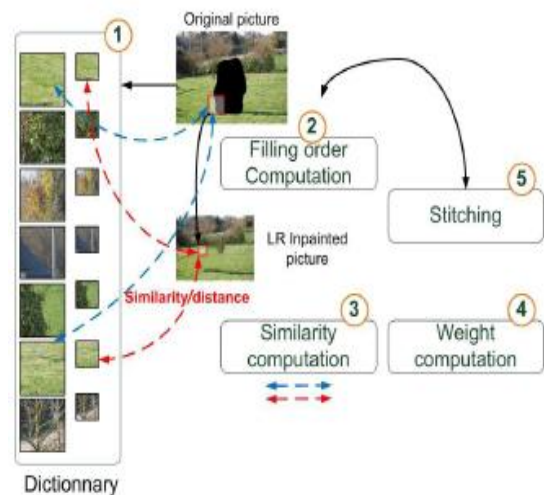 Original picture
1
2
Filling order
Computation
5
Stitching
LR Inpainted
picture
Similarity/distance
3
Similarity
computation
4
Weight
computation
Dictionnary